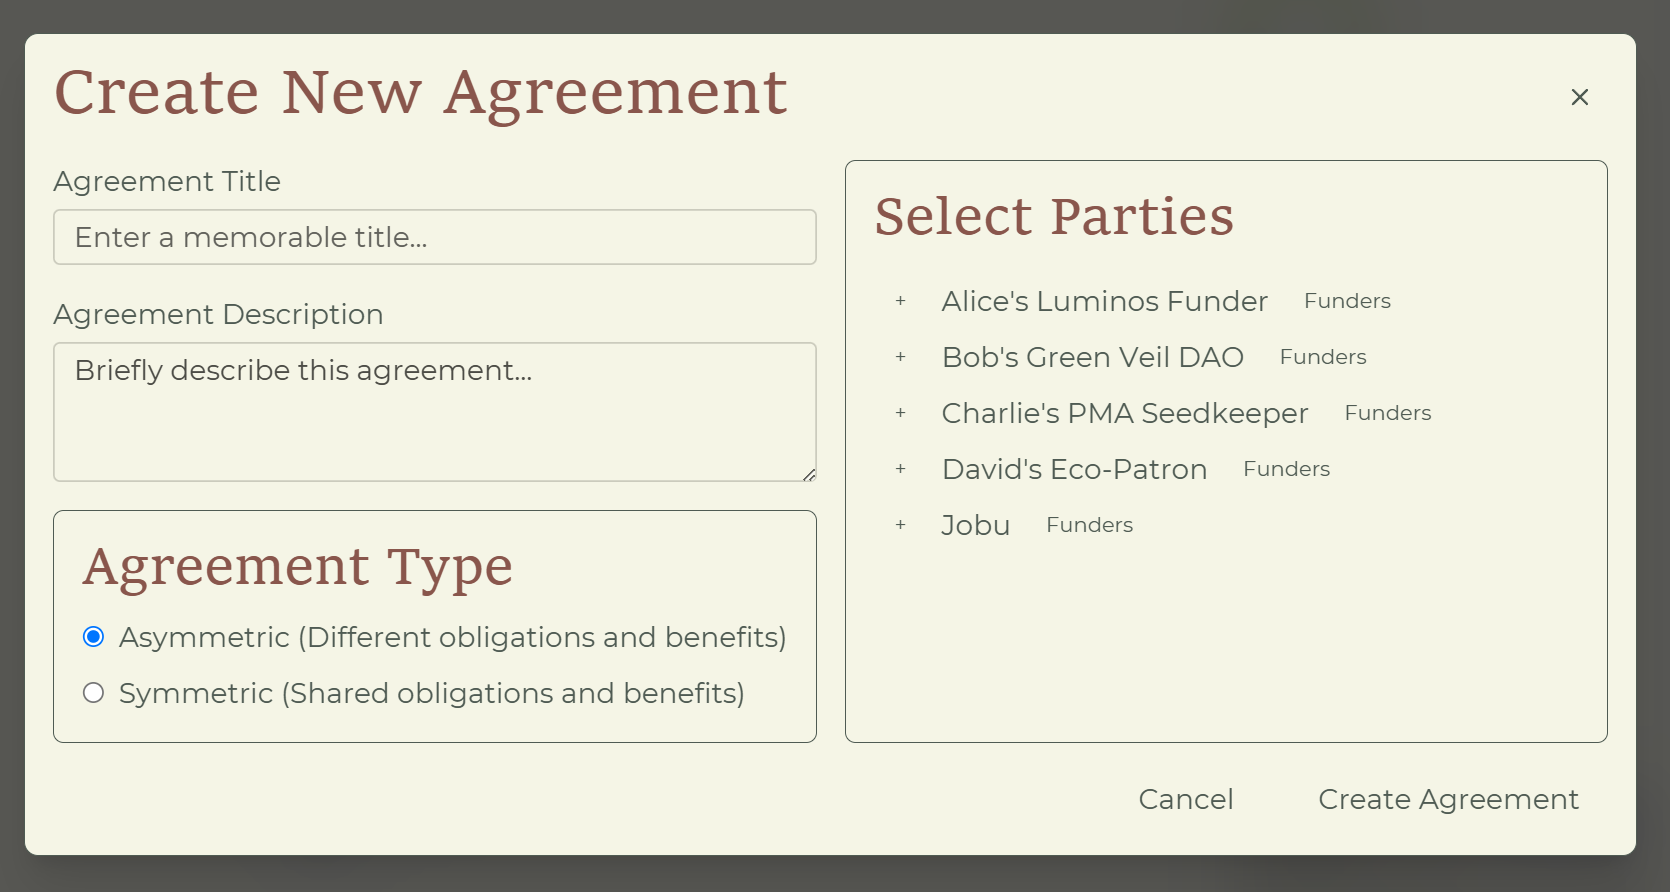 Create New Agreement
×
Agreement Title
Enter a memorable title...
Agreement Description
Briefly describe this agreement...
Agreement Type
Asymmetric (Different obligations and benefits)
Symmetric (Shared obligations and benefits)
Select Parties
+ Alice's Luminos Funder Funders
+ Bob's Green Veil DAO Funders
+ Charlie's PMA Seedkeeper Funders
+ David's Eco-Patron Funders
+ Jobu Funders
Cancel Create Agreement